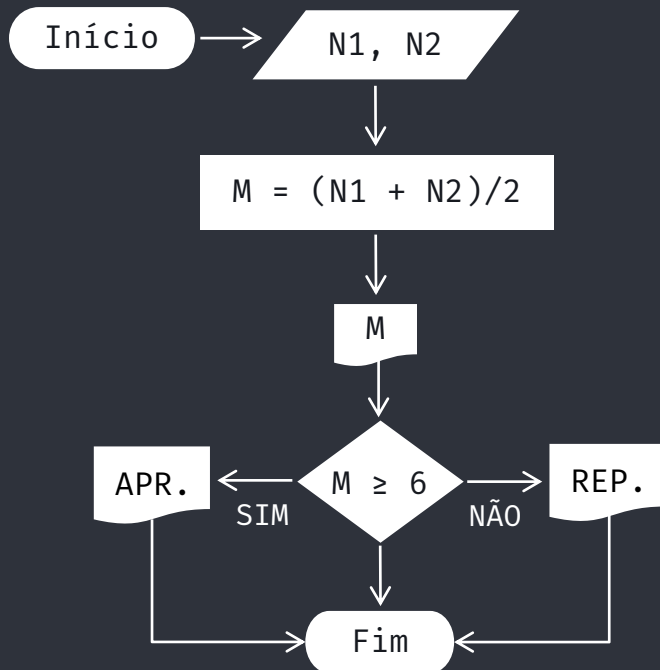 Início
N1, N2
M = (N1 + N2)/2
M
M ≥ 6
APR.
SIM
NÃO
REP.
Fim